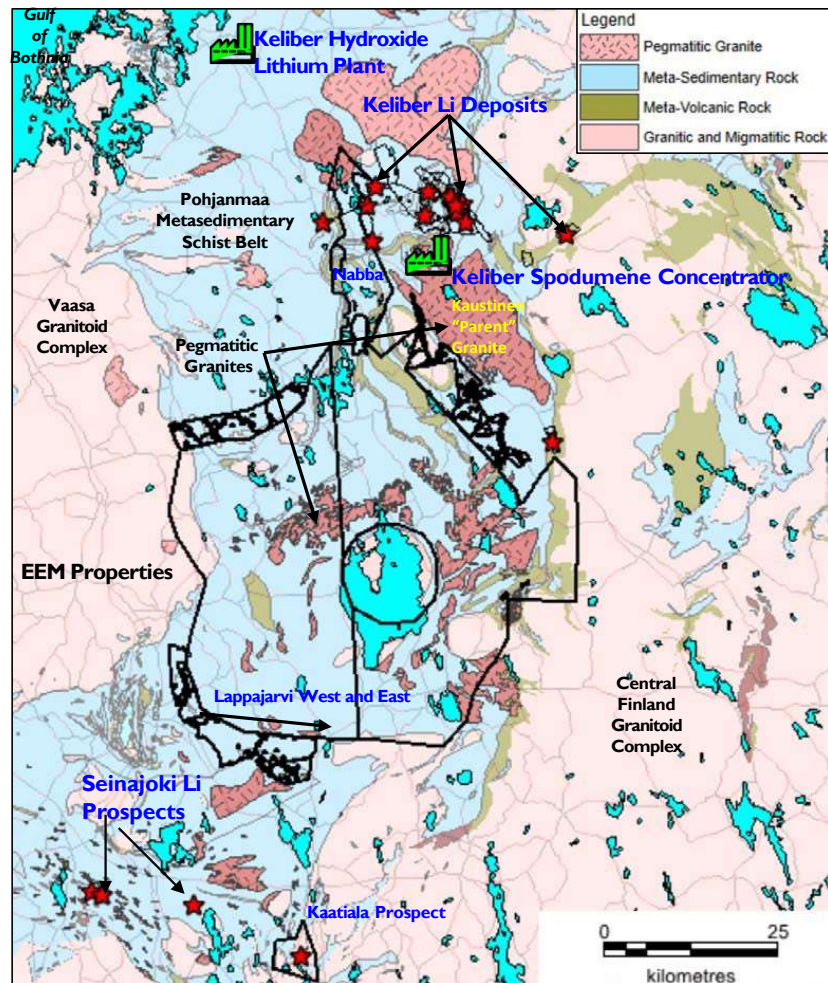 Gulf
of
Bothnia
Keliber Hydroxide
Lithium Plant
Legend
Pegmatitic Granite
Meta-Sedimentary Rock
Meta-Volcanic Rock
Granitic and Migmatitic Rock
Keliber Li Deposits
Pohjanmaa
Metasedimentary
Schist Belt
Nabba
Keliber Spodumene Concentrator
Vaasa
Granitoid
Complex
Kaustinen
"Parent"
Granite
Pegmatitic
Granites
EEM Properties
Lappajarvi West and East
Central
Finland
Granitoid
Complex
Seinajoki Li
Prospects
Kaatiala Prospect
0 25
kilometres